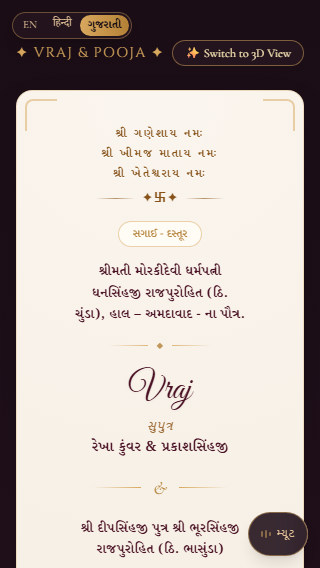 EN हिन्दी ગુજરાતી
✦ VRAJ & POOJA ✦
✨ Switch to 3D View
શ્રી ગણેશાય નમઃ
શ્રી ખીમજ માતાય નમઃ
શ્રી ખેતેશ્વરાય નમઃ
✦卐✦
સગાઈ - દસ્તૂર
શ્રીમતી મોરકીદેવી ધર્મપત્ની
ધનસિંહજી રાજપુરોહિત (ઠિ.
ચુંડા), હાલ – અમદાવાદ - ના પૌત્ર.
Vraj
સુપુત્ર
રેખા કુંવર & પ્રકાશસિંહજી
&
શ્રી દીપસિંહજી પુત્ર શ્રી ભૂરસિંહજી
રાજપુરોહિત (ઠિ. ભાસુંડા)
મ્યૂટ